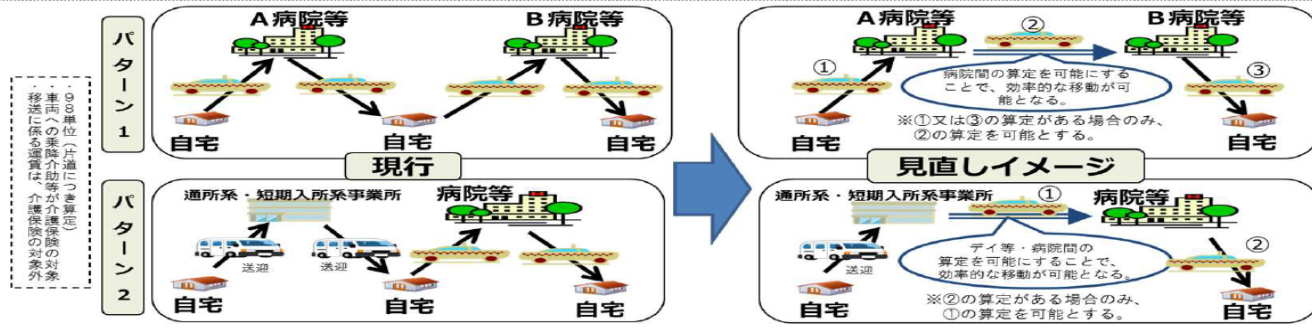 ・98単位(片道につき算定)
・車両への乗降介助等が介護保険の対象
・移送に係る運賃は、介護保険の対象外
パターン1
A病院等
B病院等
自宅
自宅
自宅
現行
パターン2
通所系・短期入所系事業所
病院等
送迎
送迎
自宅
自宅
自宅
A病院等
②
B病院等
①
③
病院間の算定を可能にする
ことで、効率的な移動が可
能となる。
自宅
※①又は③の算定がある場合のみ、
②の算定を可能とする。
自宅
見直しイメージ
通所系・短期入所系事業所
①
病院等
送迎
デイ等・病院間の
算定を可能にすることで、
効率的な移動が可能となる。
②
自宅
※②の算定がある場合のみ、
①の算定を可能とする。
自宅